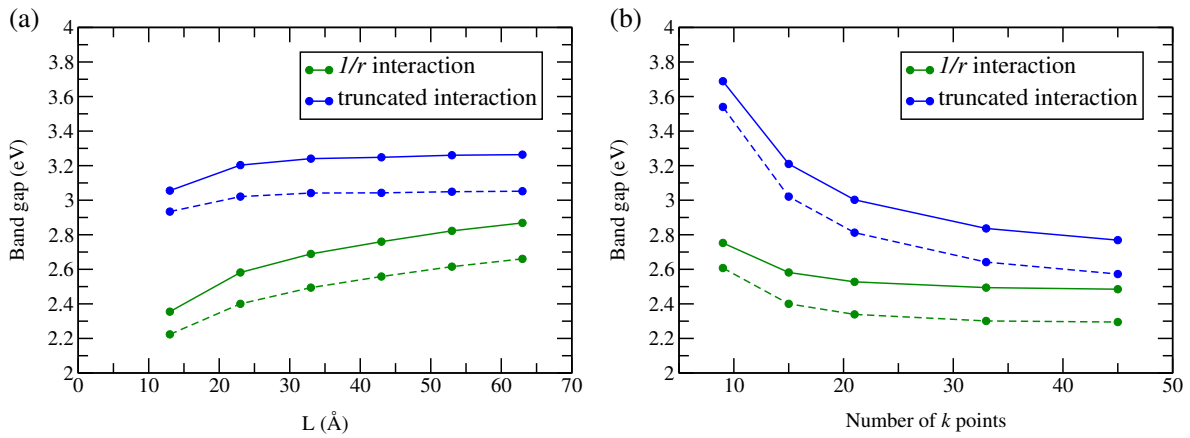 (a)
4
3.8
3.6
3.4
3.2
3
2.8
2.6
2.4
2.2
2
Band gap (eV)
1/r interaction
truncated interaction
0 10 20 30 40 50 60 70
L (Å)
(b)
4
3.8
3.6
3.4
3.2
3
2.8
2.6
2.4
2.2
2
Band gap (eV)
1/r interaction
truncated interaction
10 20 30 40 50
Number of k points